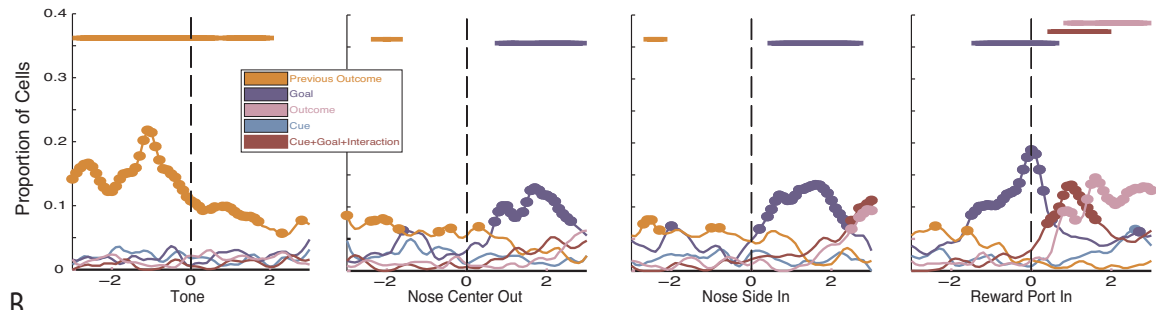 0.4
0.3
0.2
0.1
0
Proportion of Cells
Previous Outcome
Goal
Outcome
Cue
Cue+Goal+Interaction
−2 0 2
−2 0 2
−2 0 2
−2 0 2
Tone
Nose Center Out
Nose Side In
Reward Port In